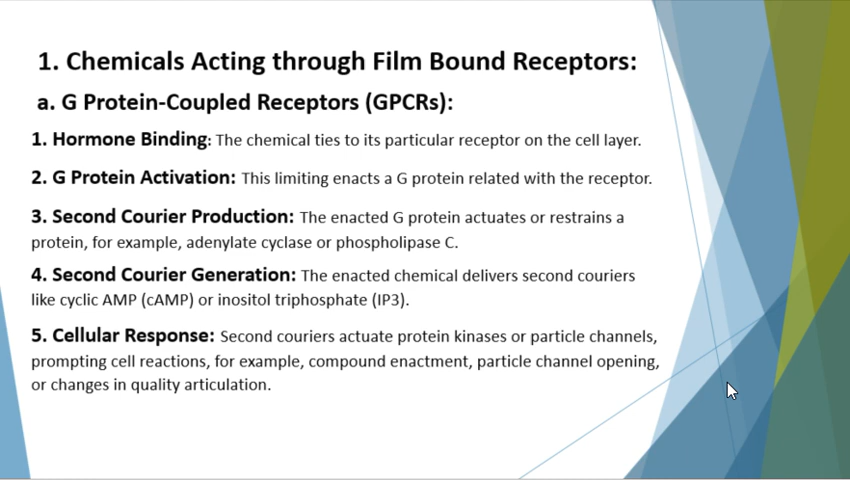 1. Chemicals Acting through Film Bound Receptors:
a. G Protein-Coupled Receptors (GPCRs):
1. Hormone Binding: The chemical ties to its particular receptor on the cell layer.
2. G Protein Activation: This limiting enacts a G protein related with the receptor.
3. Second Courier Production: The enacted G protein actuates or restrains a
protein, for example, adenylate cyclase or phospholipase C.
4. Second Courier Generation: The enacted chemical delivers second couriers
like cyclic AMP (cAMP) or inositol triphosphate (IP3).
5. Cellular Response: Second couriers actuate protein kinases or particle channels,
prompting cell reactions, for example, compound enactment, particle channel opening,
or changes in quality articulation.